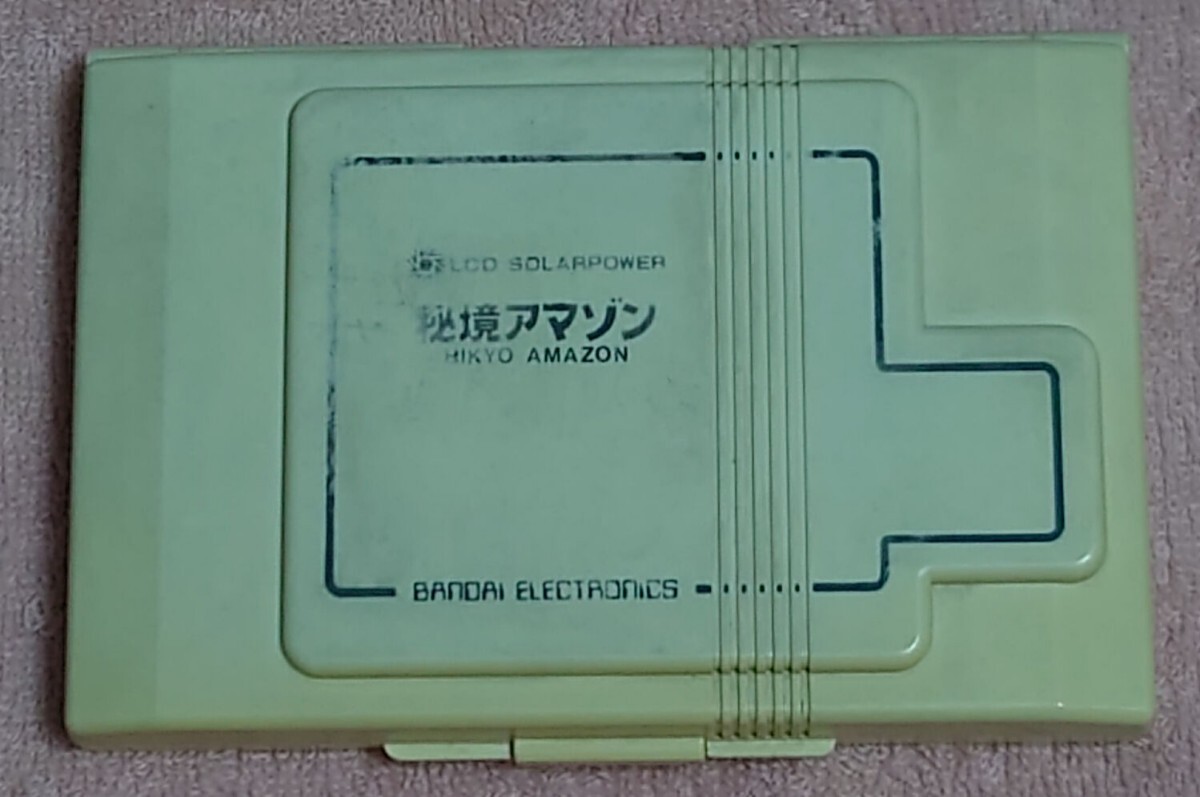 LCD SOLARPOWER
秘境アマゾン
HIKYO AMAZON
BANDAI ELECTRONICS